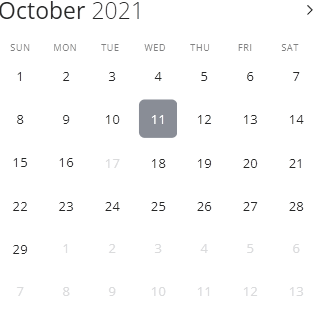 October 2021
SUN MON TUE WED THU FRI SAT
1 2 3 4 5 6 7
8 9 10 11 12 13 14
15 16 17 18 19 20 21
22 23 24 25 26 27 28
29 1 2 3 4 5 6
7 8 9 10 11 12 13